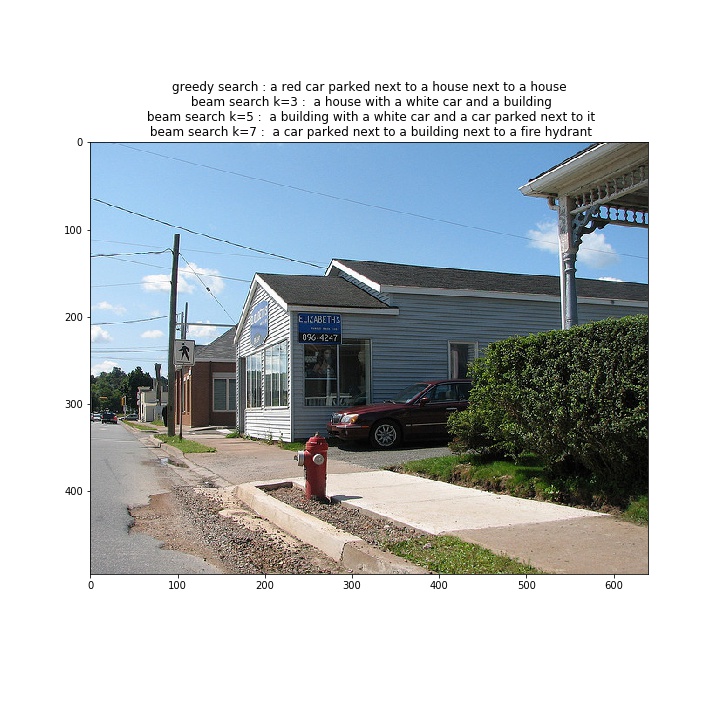 greedy search : a red car parked next to a house next to a house
beam search k=3 :  a house with a white car and a building
beam search k=5 :  a building with a white car and a car parked next to it
beam search k=7 :  a car parked next to a building next to a fire hydrant
0
100
200
300
400
ELIZABETH'S
896-4247
0
100
200
300
400
500
600